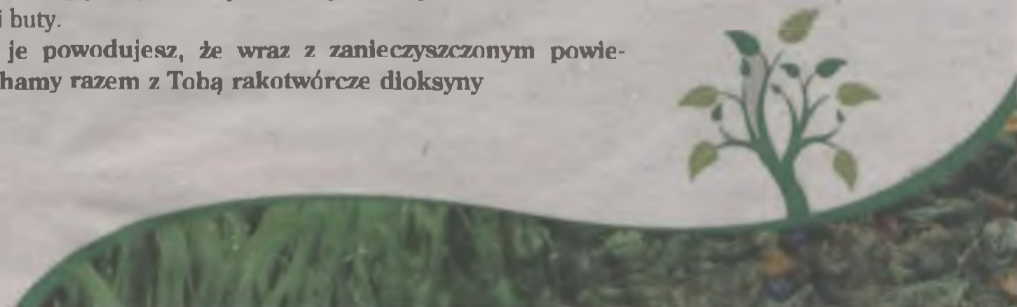 i buty.
je powodujesz, że wraz z zanieczyszczonym powie-
hamy razem z Tobą rakotwórcze dioksyny